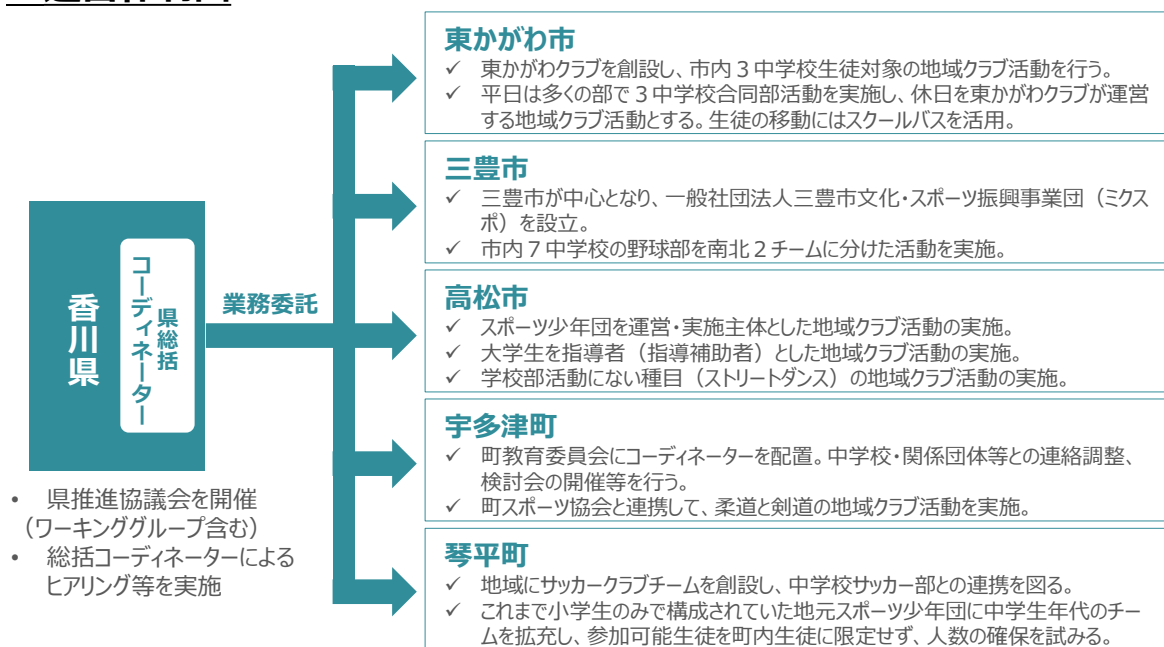 香川県
県総括
コーディネーター
業務委託
• 県推進協議会を開催
（ワーキンググループ含む）
• 総括コーディネーターによる
ヒアリング等を実施
東かがわ市
✓ 東かがわクラブを創設し、市内３中学校生徒対象の地域クラブ活動を行う。
✓ 平日は多くの部で３中学校合同部活動を実施し、休日を東かがわクラブが運営
する地域クラブ活動とする。生徒の移動にはスクールバスを活用。
三豊市
✓ 三豊市が中心となり、一般社団法人三豊市文化・スポーツ振興事業団（ミクス
ポ）を設立。
✓ 市内７中学校の野球部を南北２チームに分けた活動を実施。
高松市
✓ スポーツ少年団を運営・実施主体とした地域クラブ活動の実施。
✓ 大学生を指導者（指導補助者）とした地域クラブ活動の実施。
✓ 学校部活動にない種目（ストリートダンス）の地域クラブ活動の実施。
宇多津町
✓ 町教育委員会にコーディネーターを配置。中学校・関係団体等との連絡調整、
検討会の開催等を行う。
✓ 町スポーツ協会と連携して、柔道と剣道の地域クラブ活動を実施。
琴平町
✓ 地域にサッカークラブチームを創設し、中学校サッカー部との連携を図る。
✓ これまで小学生のみで構成されていた地元スポーツ少年団に中学生年代のチー
ムを拡充し、参加可能生徒を町内生徒に限定せず、人数の確保を試みる。